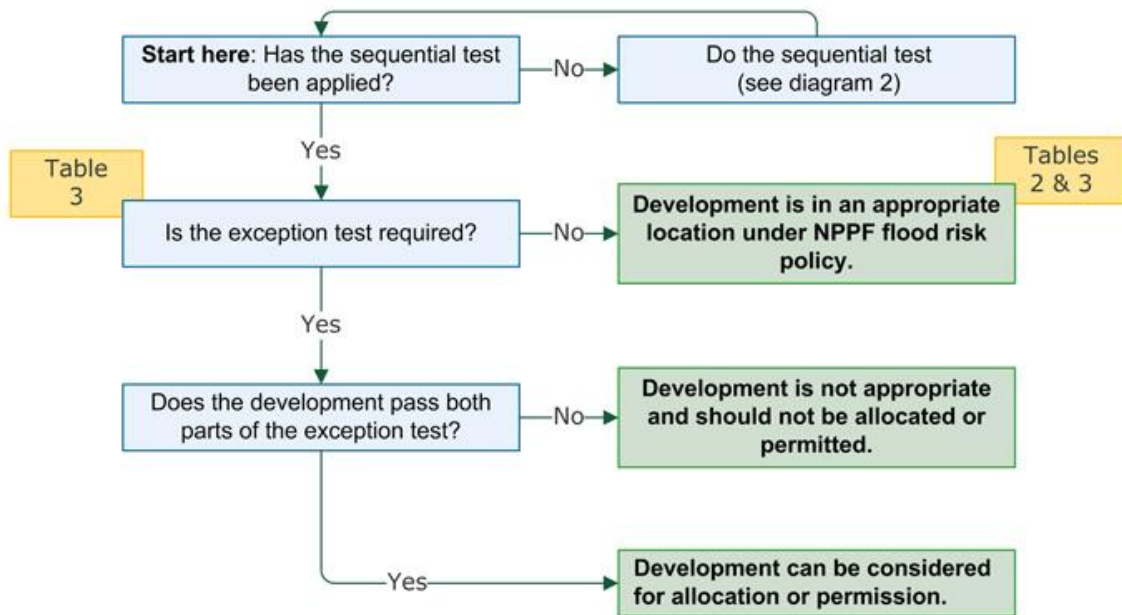 Start here: Has the sequential test
been applied?
No
Do the sequential test
(see diagram 2)
Yes
Table
3
Tables
2 & 3
Is the exception test required?
No
Development is in an appropriate
location under NPPF flood risk
policy.
Yes
Does the development pass both
parts of the exception test?
No
Development is not appropriate
and should not be allocated or
permitted.
Yes
Development can be considered
for allocation or permission.